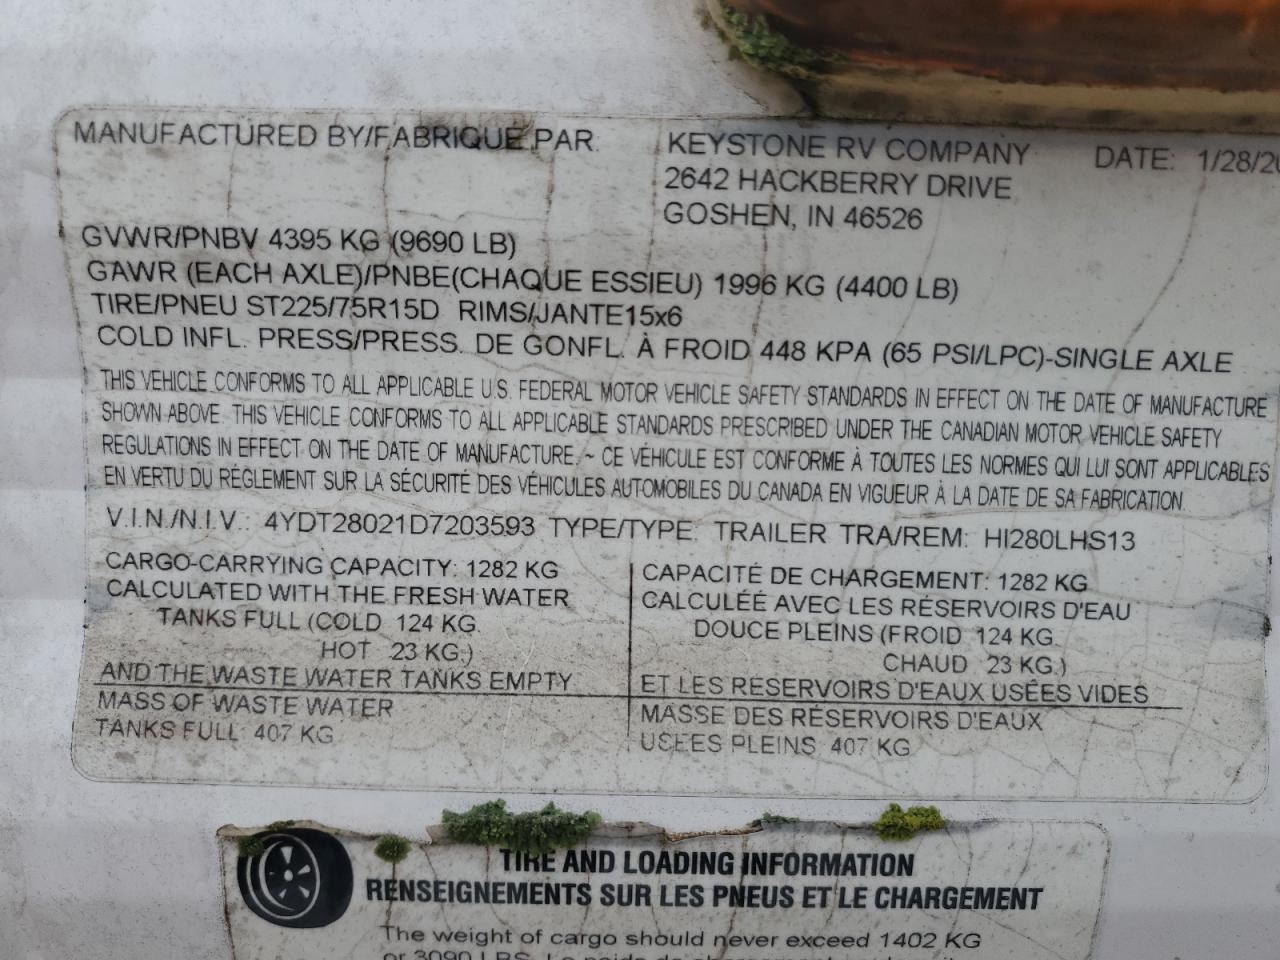 MANUFACTURED BY/FABRIQUE PAR: KEYSTONE RV COMPANY DATE: 1/28/20
2642 HACKBERRY DRIVE
GOSHEN, IN 46526
GVWR/PNBV 4395 KG (9690 LB)
GAWR (EACH AXLE)/PNBE(CHAQUE ESSIEU) 1996 KG (4400 LB)
TIRE/PNEU ST225/75R15D RIMS/JANTE15x6
COLD INFL. PRESS/PRESS. DE GONFL. À FROID 448 KPA (65 PSI/LPC)-SINGLE AXLE
THIS VEHICLE CONFORMS TO ALL APPLICABLE U.S. FEDERAL MOTOR VEHICLE SAFETY STANDARDS IN EFFECT ON THE DATE OF MANUFACTURE
SHOWN ABOVE. THIS VEHICLE CONFORMS TO ALL APPLICABLE STANDARDS PRESCRIBED UNDER THE CANADIAN MOTOR VEHICLE SAFETY
REGULATIONS IN EFFECT ON THE DATE OF MANUFACTURE. ~ CE VÉHICULE EST CONFORME À TOUTES LES NORMES QUI LUI SONT APPLICABLES
EN VERTU DU RÉGLEMENT SUR LA SÉCURITÉ DES VÉHICULES AUTOMOBILES DU CANADA EN VIGUEUR À LA DATE DE SA FABRICATION.
V.I.N./N.I.V.: 4YDT28021D7203593 TYPE/TYPE: TRAILER TRA/REM: HI280LHS13
CARGO-CARRYING CAPACITY: 1282 KG
CALCULATED WITH THE FRESH WATER
TANKS FULL (COLD 124 KG.
HOT 23 KG.)
AND THE WASTE WATER TANKS EMPTY
MASS OF WASTE WATER
TANKS FULL: 407 KG
CAPACITÉ DE CHARGEMENT: 1282 KG
CALCULÉE AVEC LES RÉSERVOIRS D'EAU
DOUCE PLEINS (FROID 124 KG.
CHAUD 23 KG.)
ET LES RÉSERVOIRS D'EAUX USÉES VIDES
MASSE DES RÉSERVOIRS D'EAUX
USÉES PLEINS: 407 KG
TIRE AND LOADING INFORMATION
RENSEIGNEMENTS SUR LES PNEUS ET LE CHARGEMENT
The weight of cargo should never exceed 1402 KG
or 3090 LBS. Le poids de